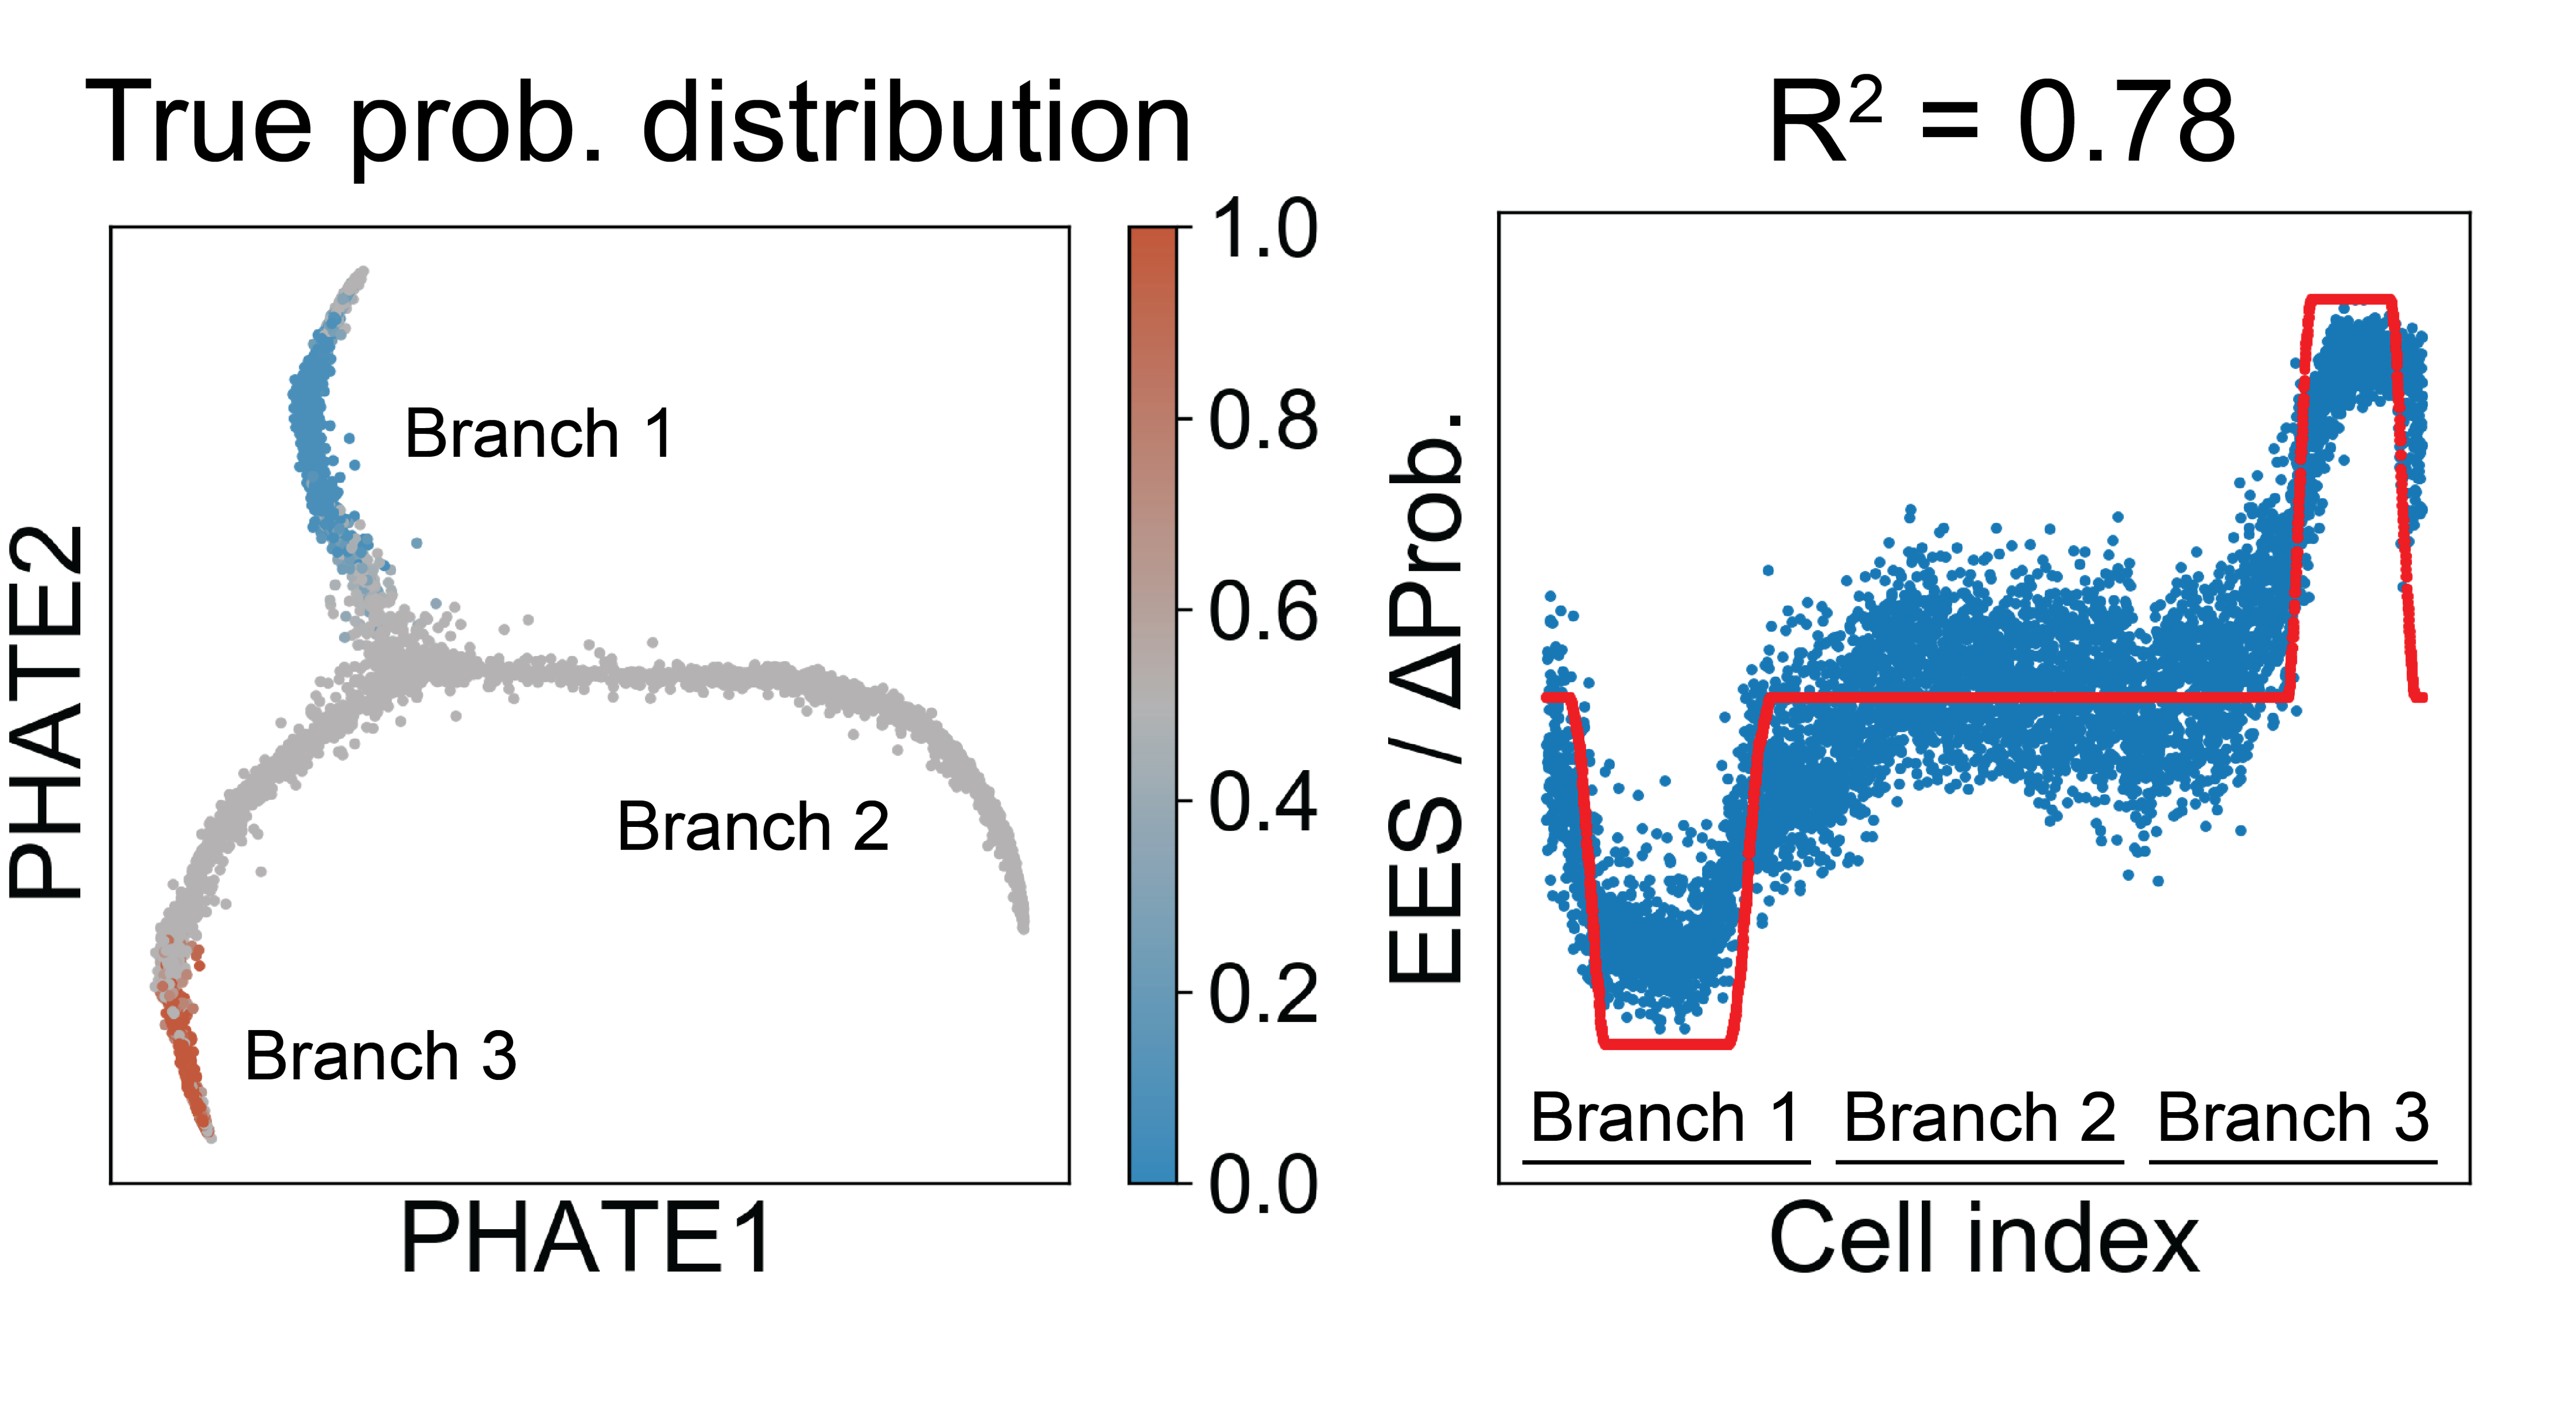 True prob. distribution
R² = 0.78
PHATE2
Branch 1
Branch 2
Branch 3
PHATE1
1.0
0.8
0.6
0.4
0.2
0.0
EES / ΔProb.
Branch 1 Branch 2 Branch 3
Cell index